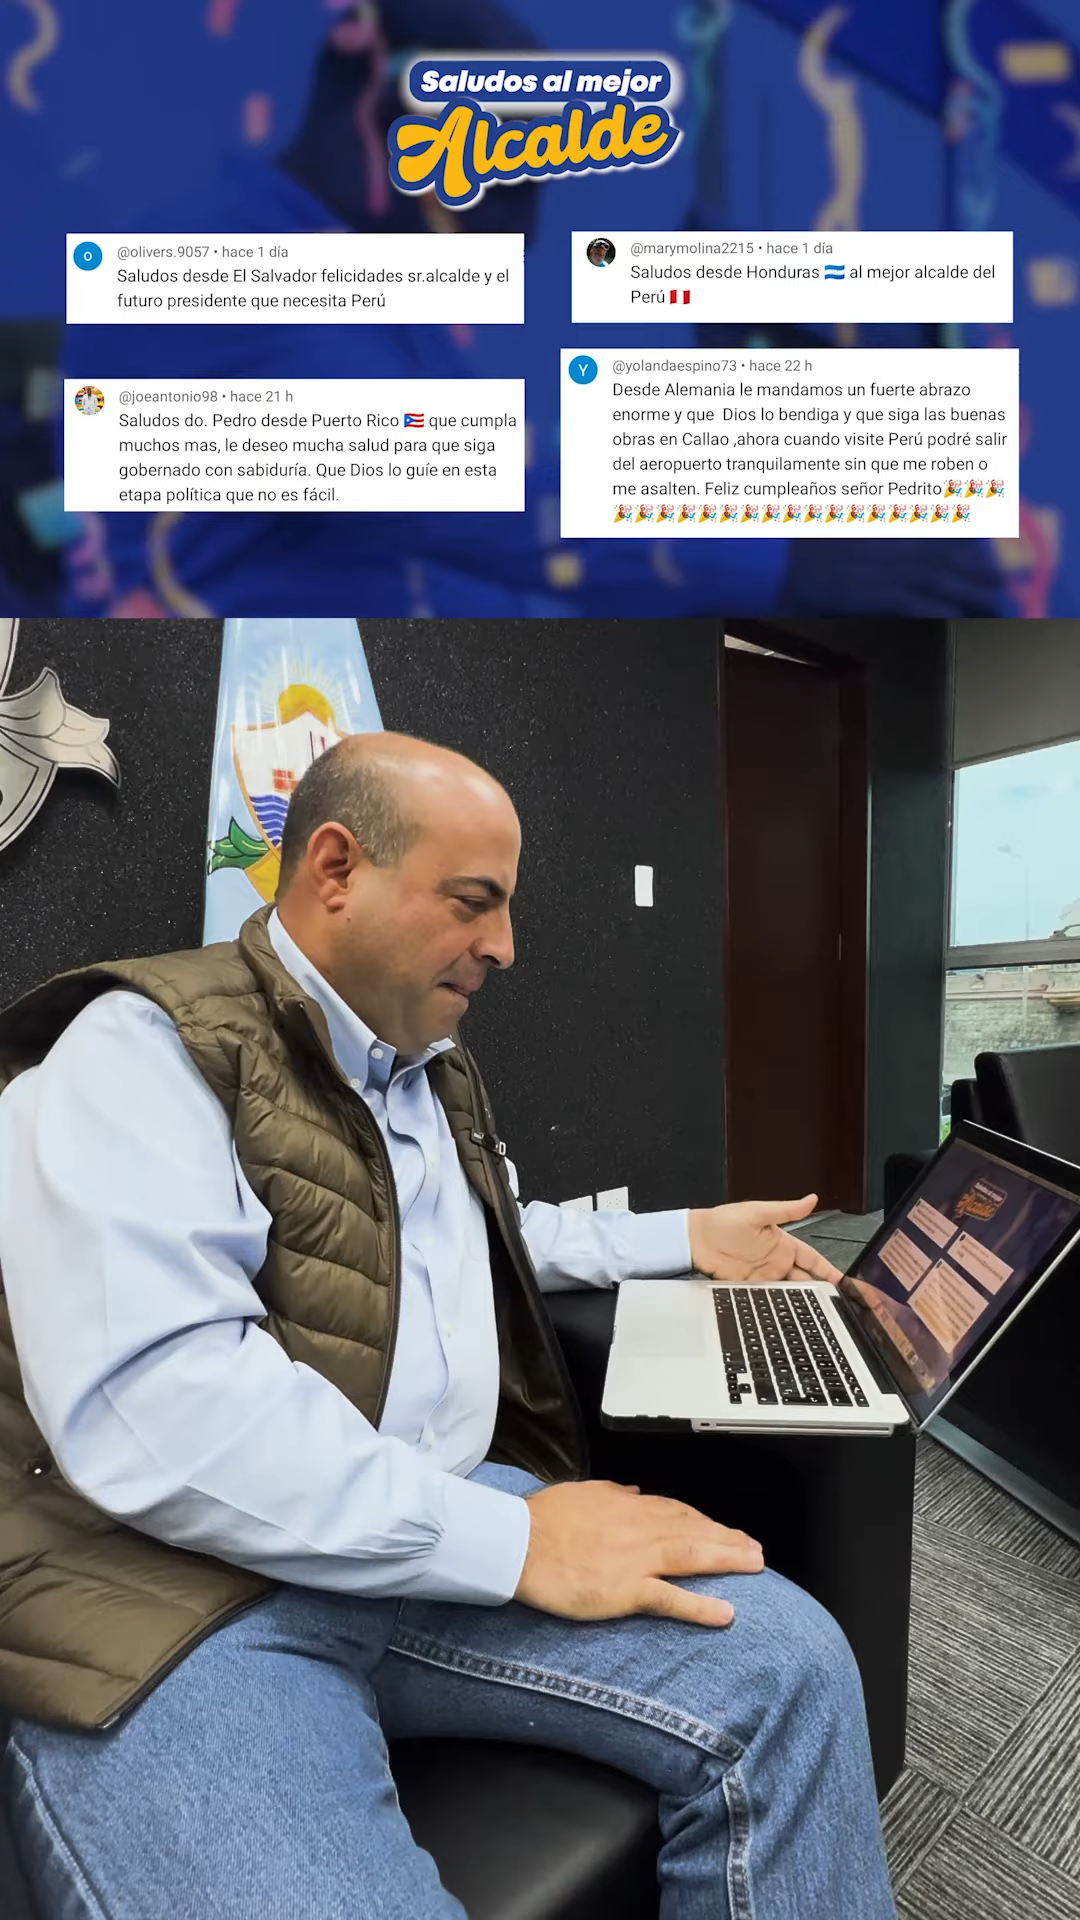 Saludos al mejor
Alcalde
@olivers.9057 • hace 1 día
Saludos desde El Salvador felicidades sr.alcalde y el
futuro presidente que necesita Perú
@marymolina2215 • hace 1 día
Saludos desde Honduras 🇭🇳 al mejor alcalde del
Perú 🇵🇪
@joeantonio98 • hace 21 h
Saludos do. Pedro desde Puerto Rico 🇵🇷 que cumpla
muchos mas, le deseo mucha salud para que siga
gobernado con sabiduría. Que Dios lo guíe en esta
etapa política que no es fácil.
Y
@yolandaespino73 • hace 22 h
Desde Alemania le mandamos un fuerte abrazo
enorme y que  Dios lo bendiga y que siga las buenas
obras en Callao ,ahora cuando visite Perú podré salir
del aeropuerto tranquilamente sin que me roben o
me asalten. Feliz cumpleaños señor Pedrito🎉🎉🎉
🎉🎉🎉🎉🎉🎉🎉🎉🎉🎉🎉🎉🎉🎉🎉🎉🎉
Saludos al mejor
Alcalde